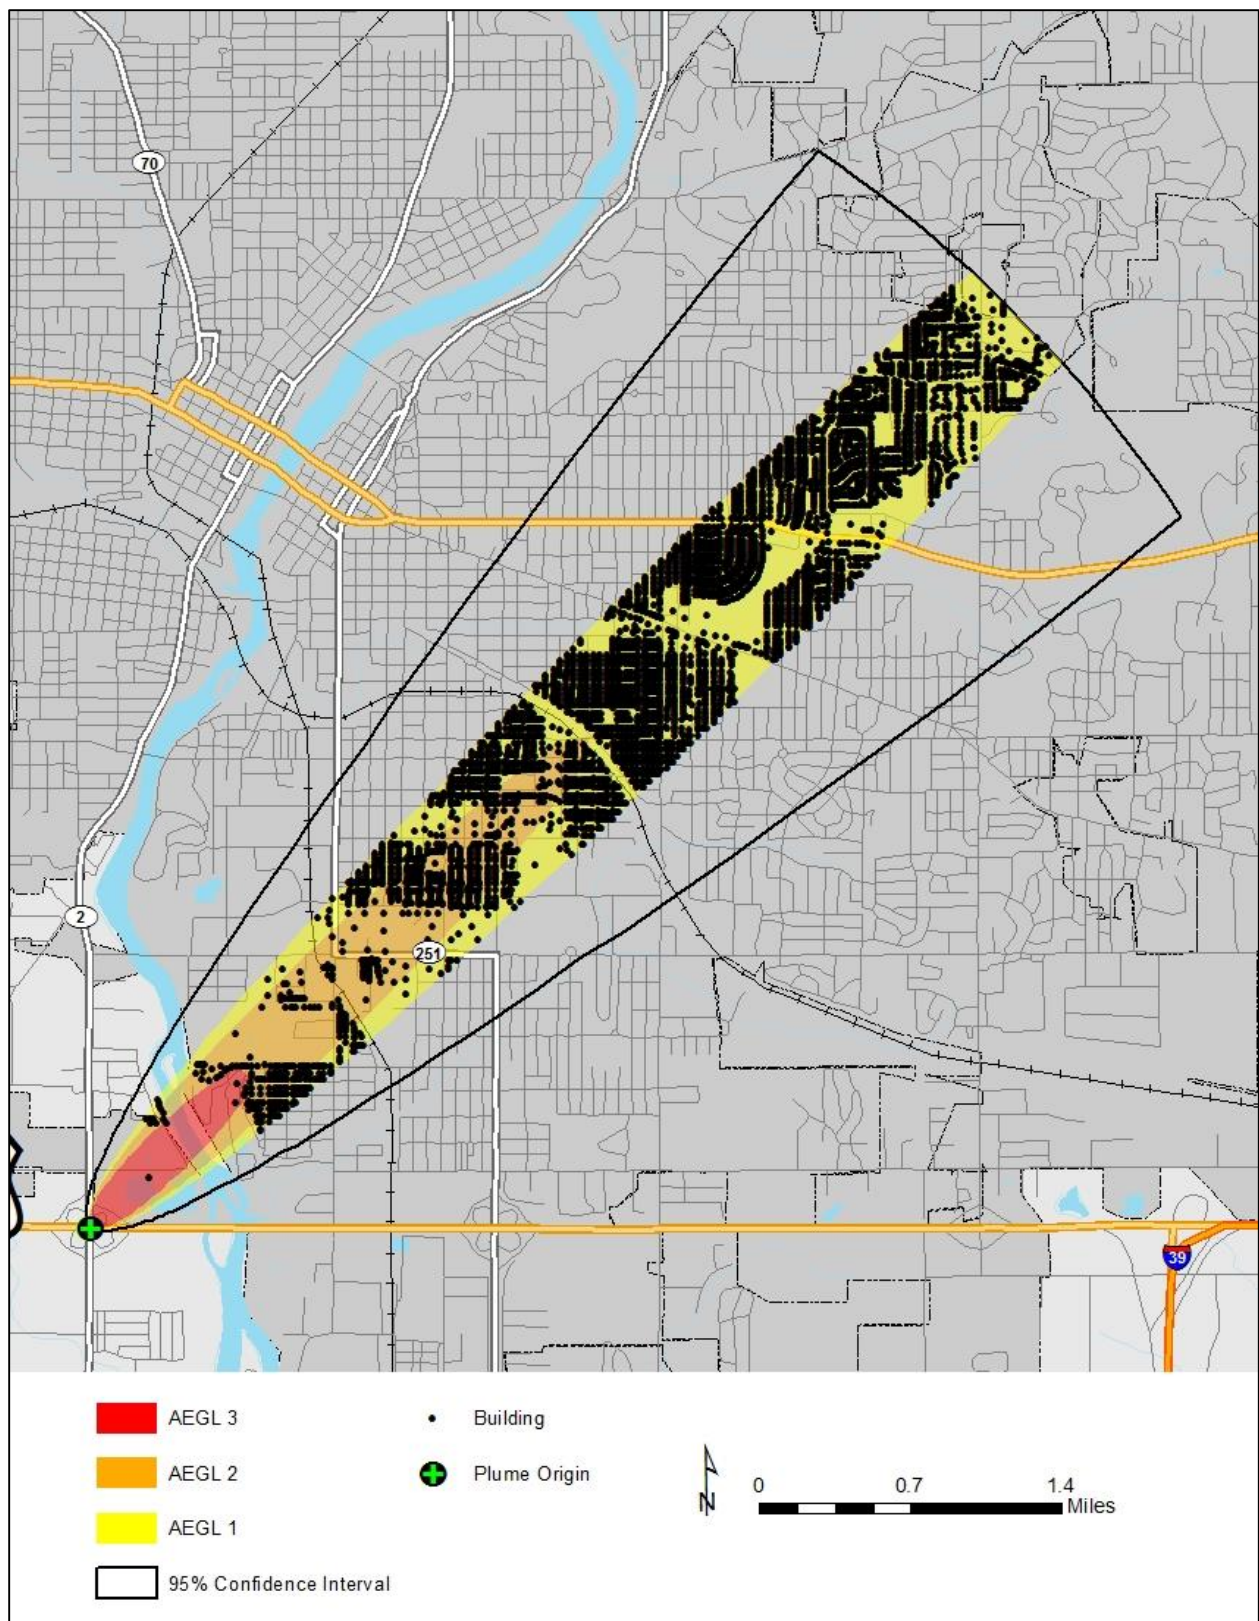 70
2
251
39
AEGL 3
Building
AEGL 2
Plume Origin
N
0 0.7 1.4
Miles
AEGL 1
95% Confidence Interval